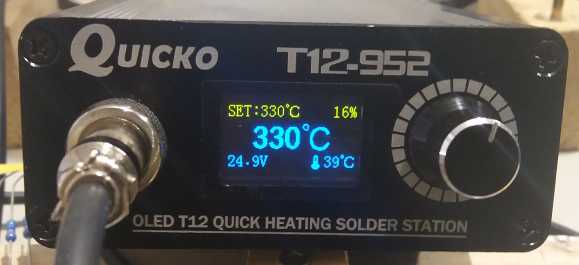 QUICKO T12-952
SET:330℃ 16%
330℃
24.9V 39℃
OLED T12 QUICK HEATING SOLDER STATION